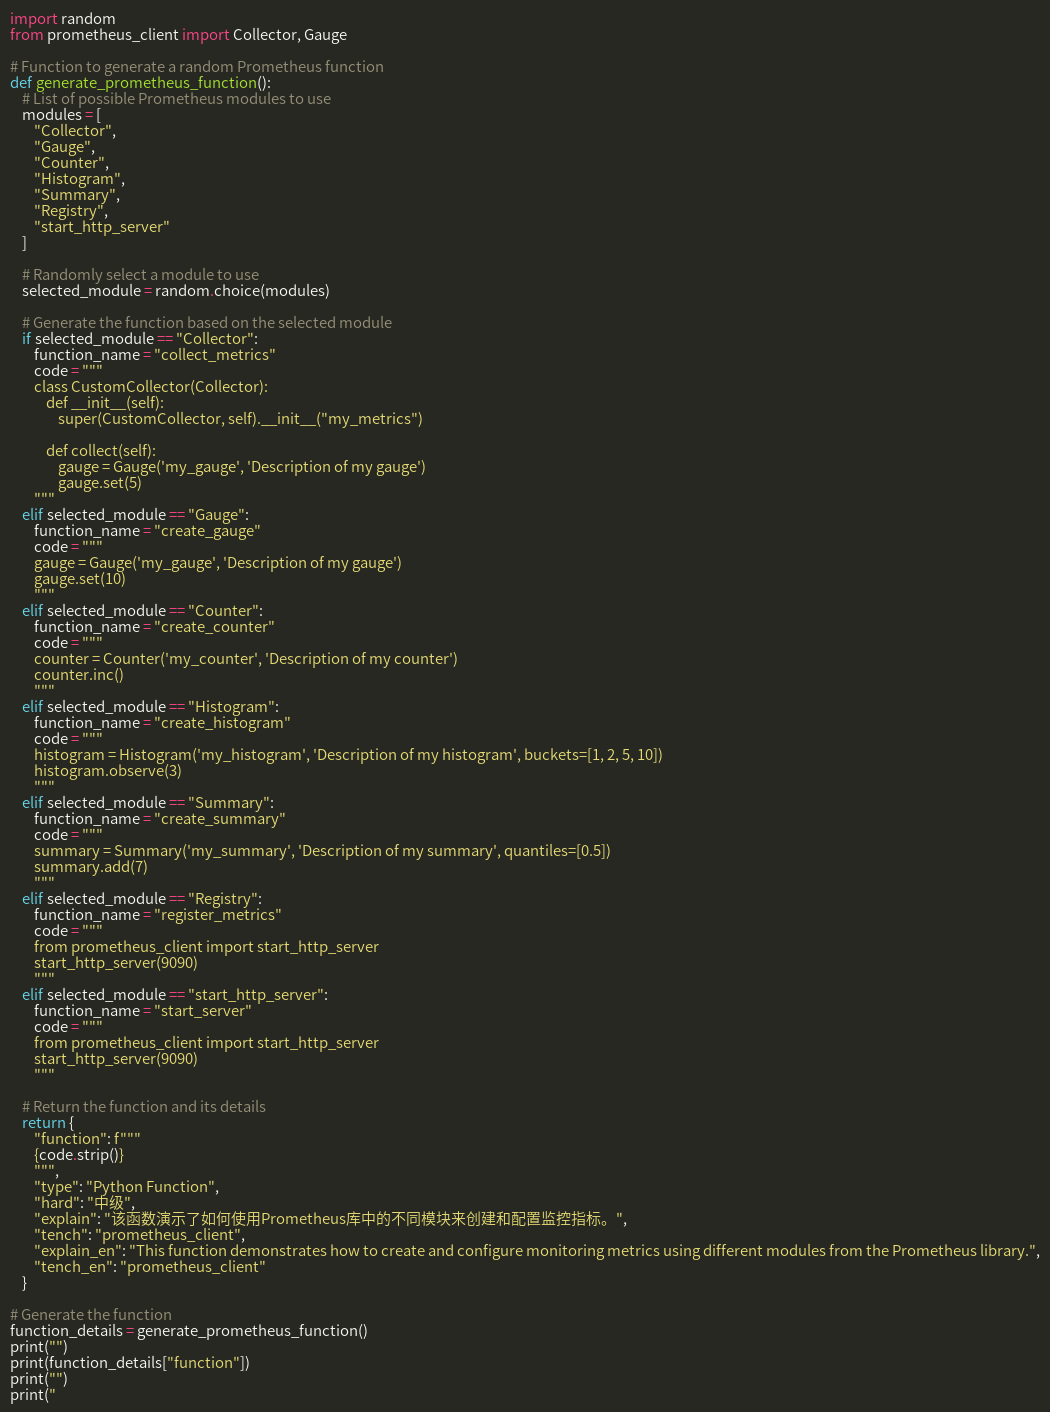 import random
from prometheus_client import Collector, Gauge

# Function to generate a random Prometheus function
def generate_prometheus_function():
    # List of possible Prometheus modules to use
    modules = [
        "Collector",
        "Gauge",
        "Counter",
        "Histogram",
        "Summary",
        "Registry",
        "start_http_server"
    ]

    # Randomly select a module to use
    selected_module = random.choice(modules)

    # Generate the function based on the selected module
    if selected_module == "Collector":
        function_name = "collect_metrics"
        code = """
        class CustomCollector(Collector):
            def __init__(self):
                super(CustomCollector, self).__init__("my_metrics")

            def collect(self):
                gauge = Gauge('my_gauge', 'Description of my gauge')
                gauge.set(5)
        """
    elif selected_module == "Gauge":
        function_name = "create_gauge"
        code = """
        gauge = Gauge('my_gauge', 'Description of my gauge')
        gauge.set(10)
        """
    elif selected_module == "Counter":
        function_name = "create_counter"
        code = """
        counter = Counter('my_counter', 'Description of my counter')
        counter.inc()
        """
    elif selected_module == "Histogram":
        function_name = "create_histogram"
        code = """
        histogram = Histogram('my_histogram', 'Description of my histogram', buckets=[1, 2, 5, 10])
        histogram.observe(3)
        """
    elif selected_module == "Summary":
        function_name = "create_summary"
        code = """
        summary = Summary('my_summary', 'Description of my summary', quantiles=[0.5])
        summary.add(7)
        """
    elif selected_module == "Registry":
        function_name = "register_metrics"
        code = """
        from prometheus_client import start_http_server
        start_http_server(9090)
        """
    elif selected_module == "start_http_server":
        function_name = "start_server"
        code = """
        from prometheus_client import start_http_server
        start_http_server(9090)
        """

    # Return the function and its details
    return {
        "function": f"""
        {code.strip()}
        """,
        "type": "Python Function",
        "hard": "中级",
        "explain": "该函数演示了如何使用Prometheus库中的不同模块来创建和配置监控指标。",
        "tench": "prometheus_client",
        "explain_en": "This function demonstrates how to create and configure monitoring metrics using different modules from the Prometheus library.",
        "tench_en": "prometheus_client"
    }

# Generate the function
function_details = generate_prometheus_function()
print("")
print(function_details["function"])
print("")
print("